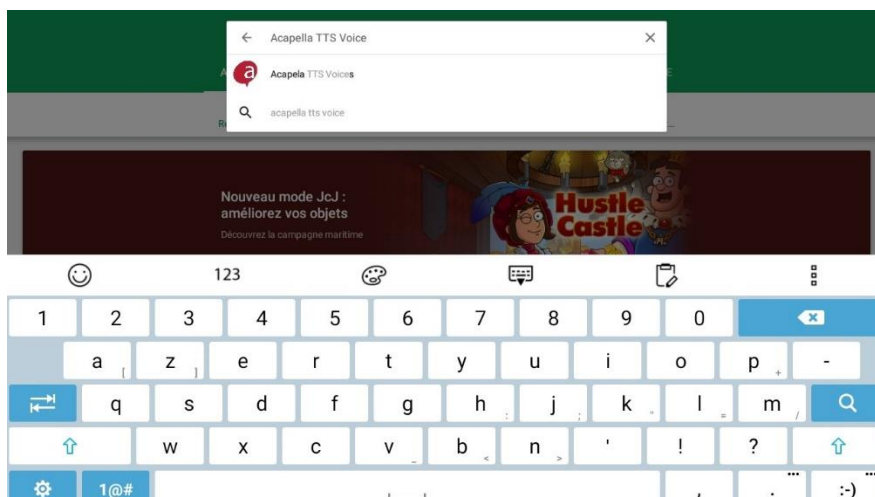 Acapella TTS Voice
Acapela TTS Voices
acapella tts voice
Nouveau mode JcJ :
améliorez vos objets
Découvrez la campagne maritime
Hustle
Castle
123
1 2 3 4 5 6 7 8 9 0
a [ z ] e r t y u i o p + -
q s d f g h : j ; k l = m /
w x c v _ b < n > ' ! ?
1@# , . :-)